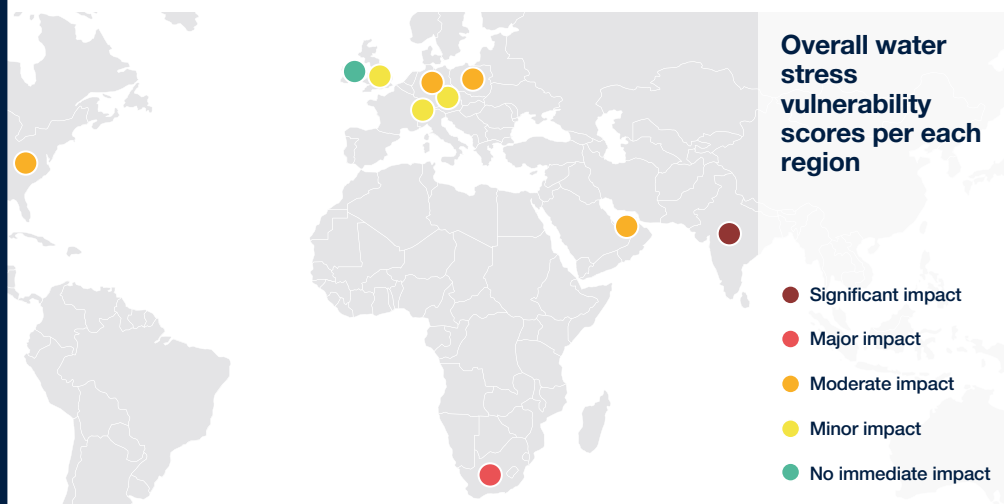 Overall water
stress
vulnerability
scores per each
region
Significant impact
Major impact
Moderate impact
Minor impact
No immediate impact